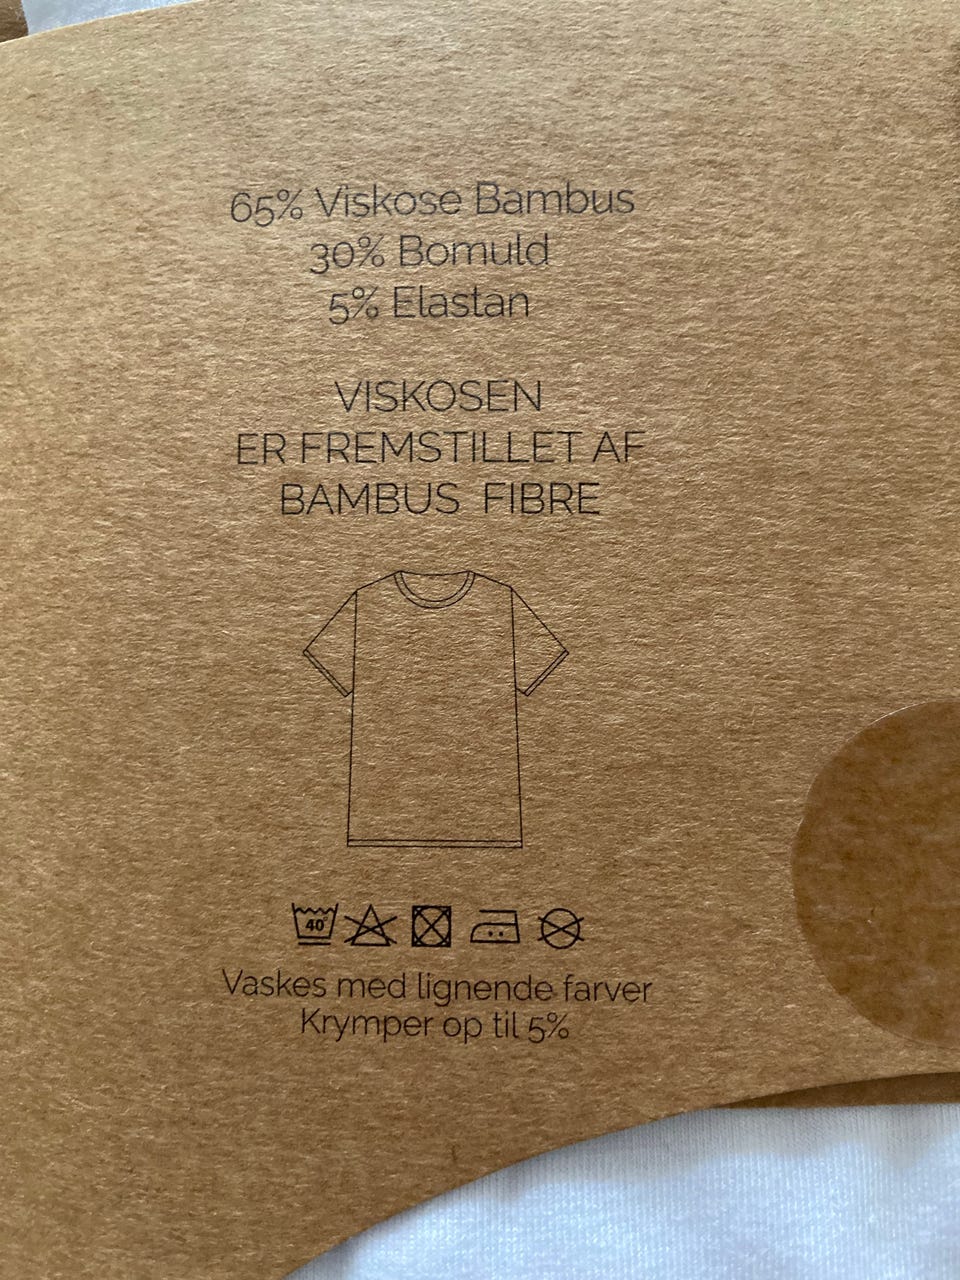 65% Viskose Bambus
30% Bomuld
5% Elastan
VISKOSEN
ER FREMSTILLET AF
BAMBUS FIBRE
40°
Vaskes med lignende farver
Krymper op til 5%